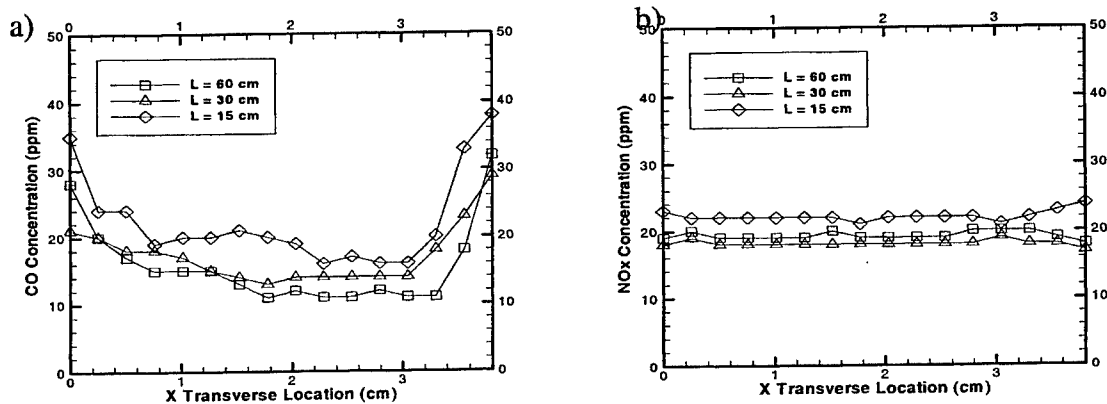 a)
0 1 2 3
50 50
L = 60 cm
L = 30 cm
L = 15 cm
40 40
30 30
20 20
10 10
0 0
CO Concentration (ppm)
0 1 2 3
X Transverse Location (cm)
b)
0 1 2 3
50 50
L = 60 cm
L = 30 cm
L = 15 cm
40 40
30 30
20 20
10 10
0 0
NOx Concentration (ppm)
0 1 2 3
X Transverse Location (cm)